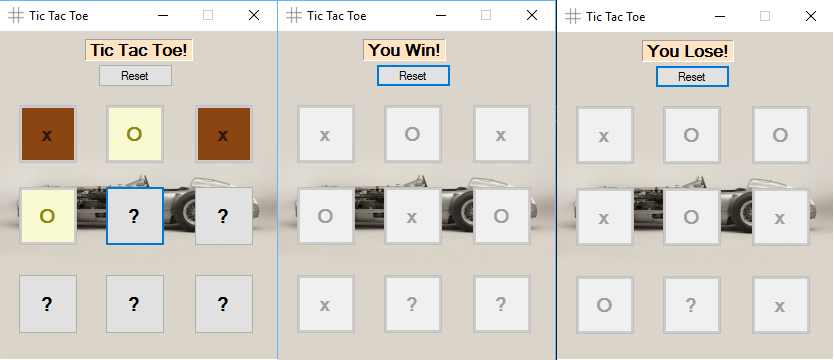 Tic Tac Toe
Tic Tac Toe!
Reset
x O x
O ? ?
? ? ?
Tic Tac Toe
You Win!
Reset
x O x
O x O
x ? ?
Tic Tac Toe
You Lose!
Reset
x O O
x O x
O ? x